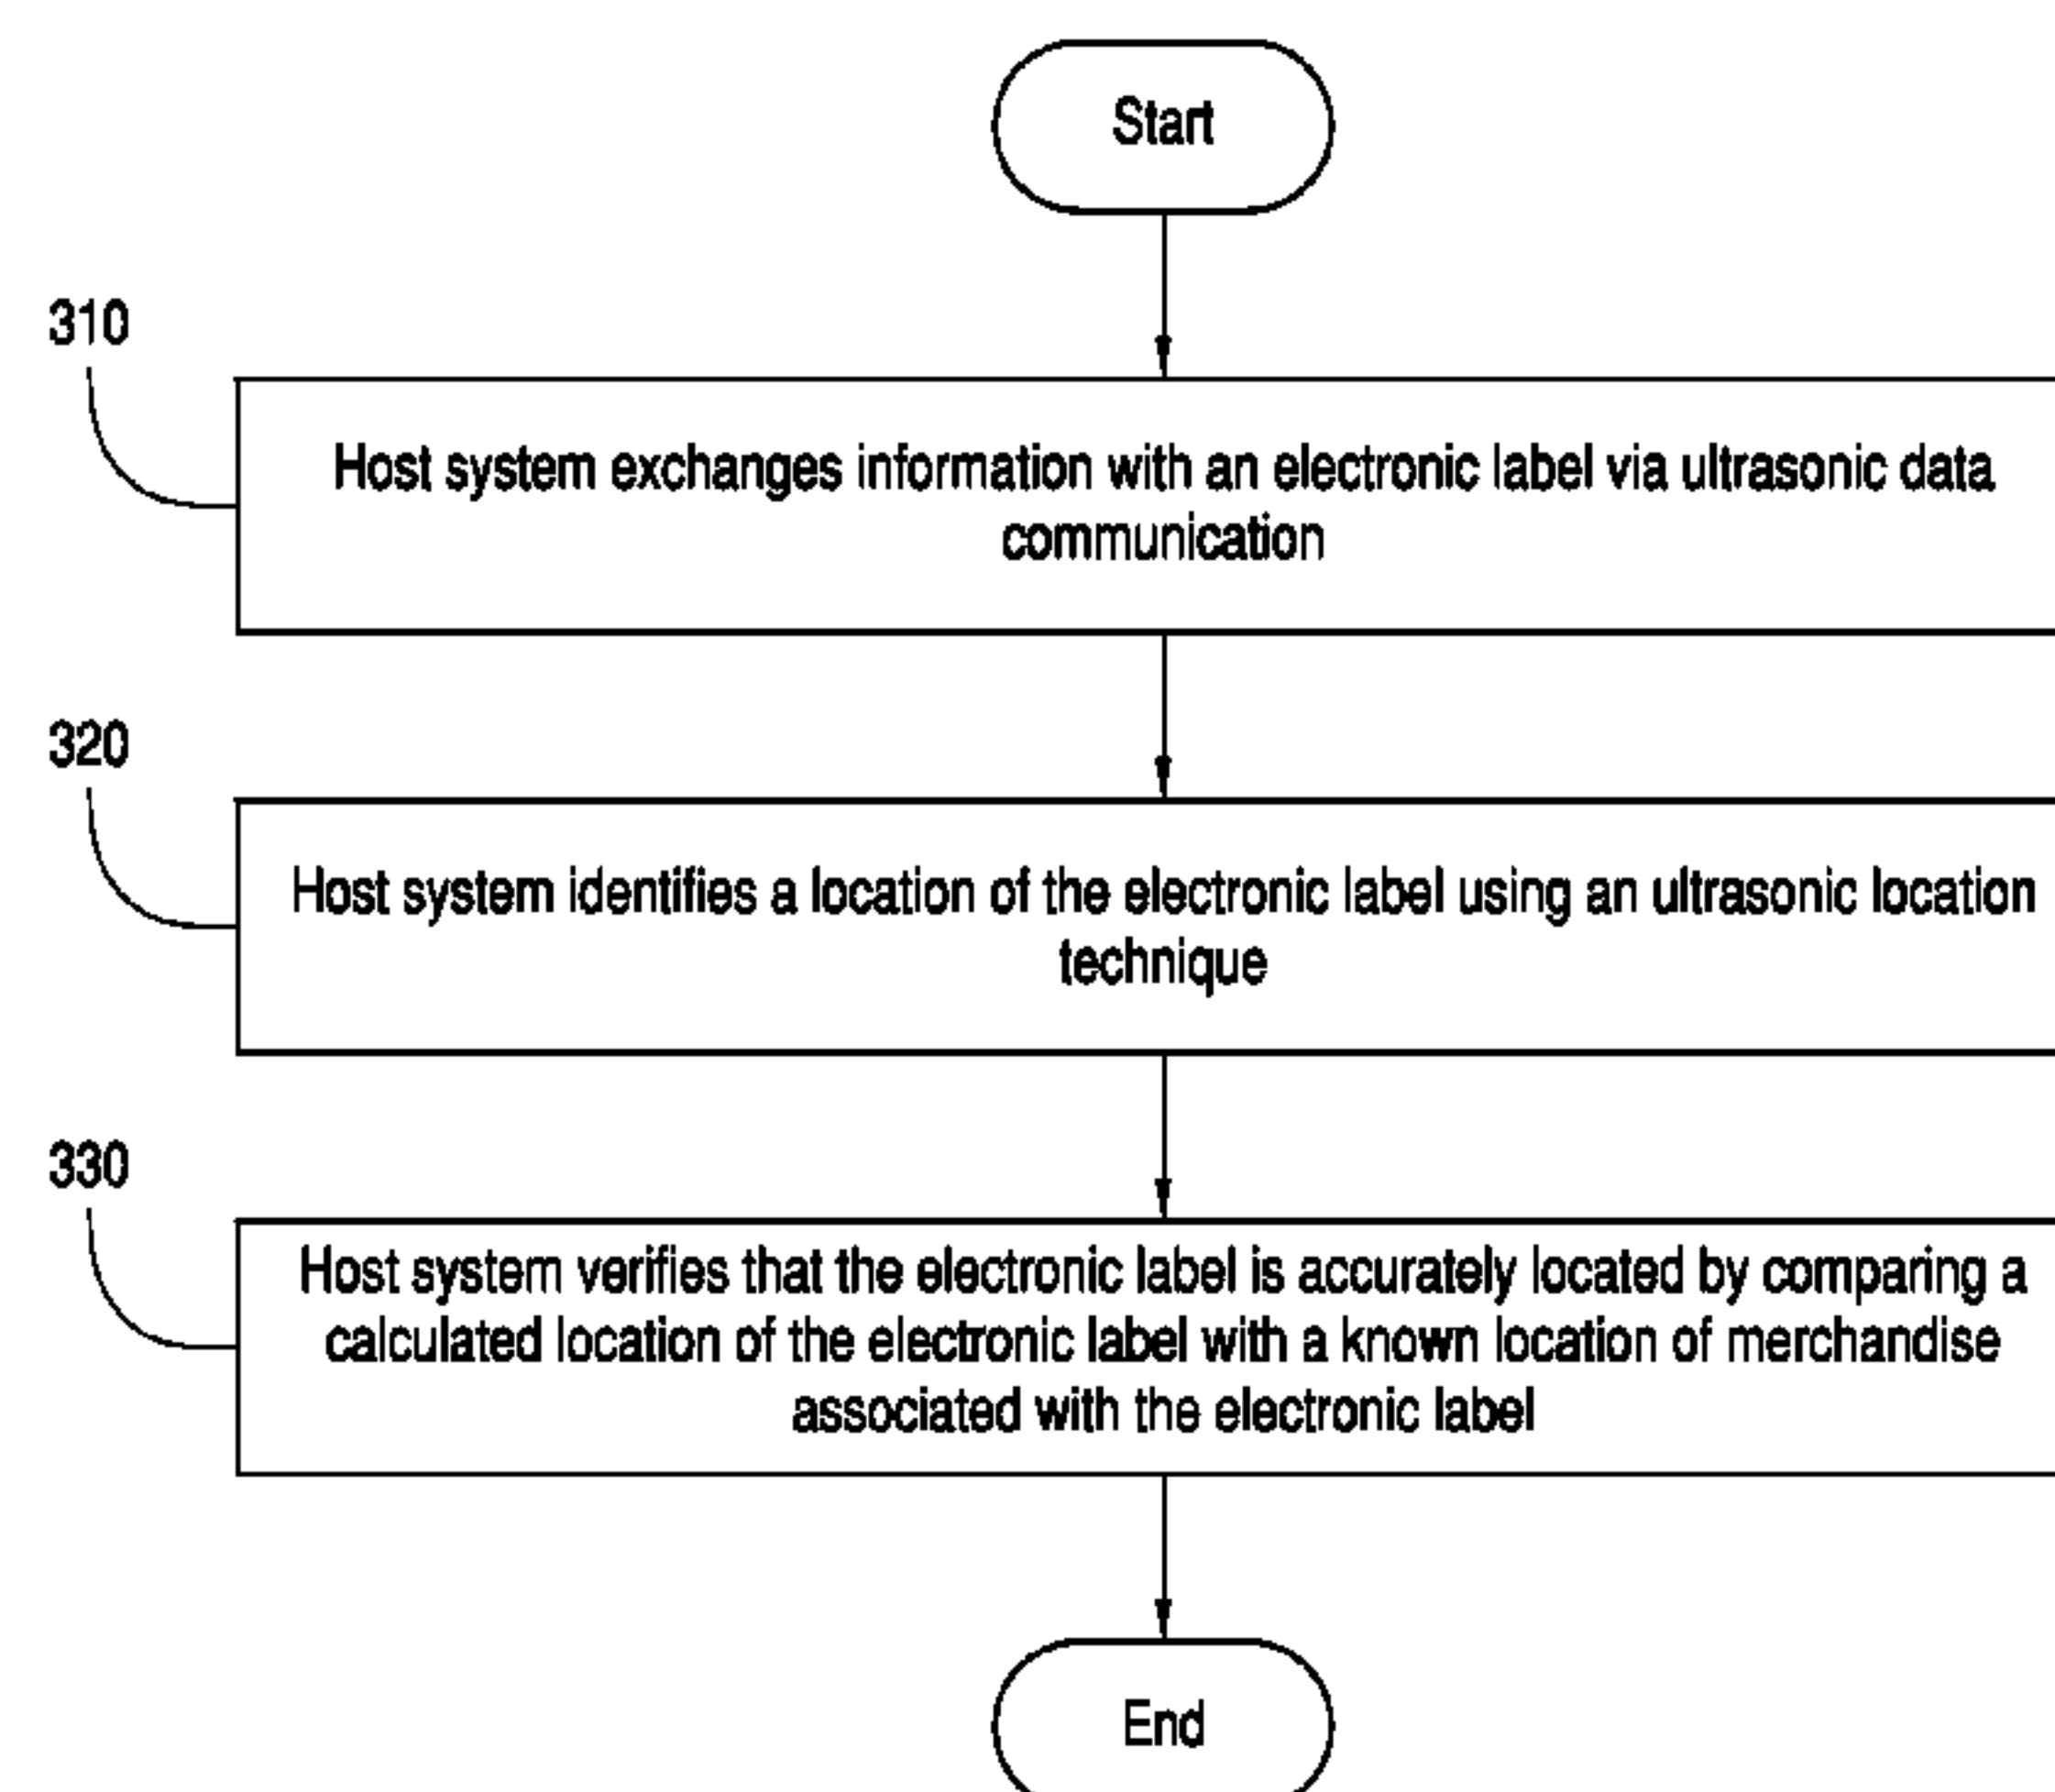 Start
310
Host system exchanges information with an electronic label via ultrasonic data
communication
320
Host system identifies a location of the electronic label using an ultrasonic location
technique
330
Host system verifies that the electronic label is accurately located by comparing a
calculated location of the electronic label with a known location of merchandise
associated with the electronic label
End